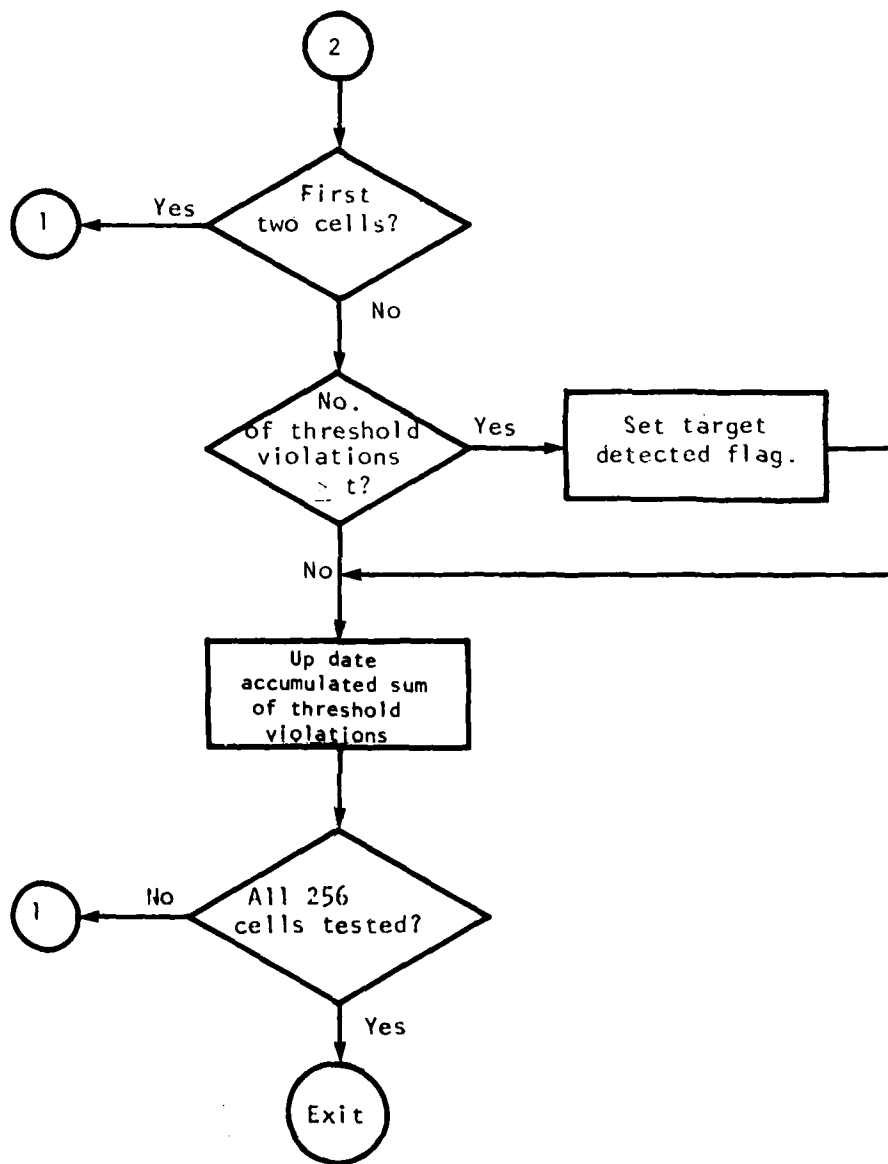 2
First
two cells?
Yes
1
No
No.
of threshold
violations
≥ t?
Yes
Set target
detected flag.
No
Up date
accumulated sum
of threshold
violations
All 256
cells tested?
No
1
Yes
Exit